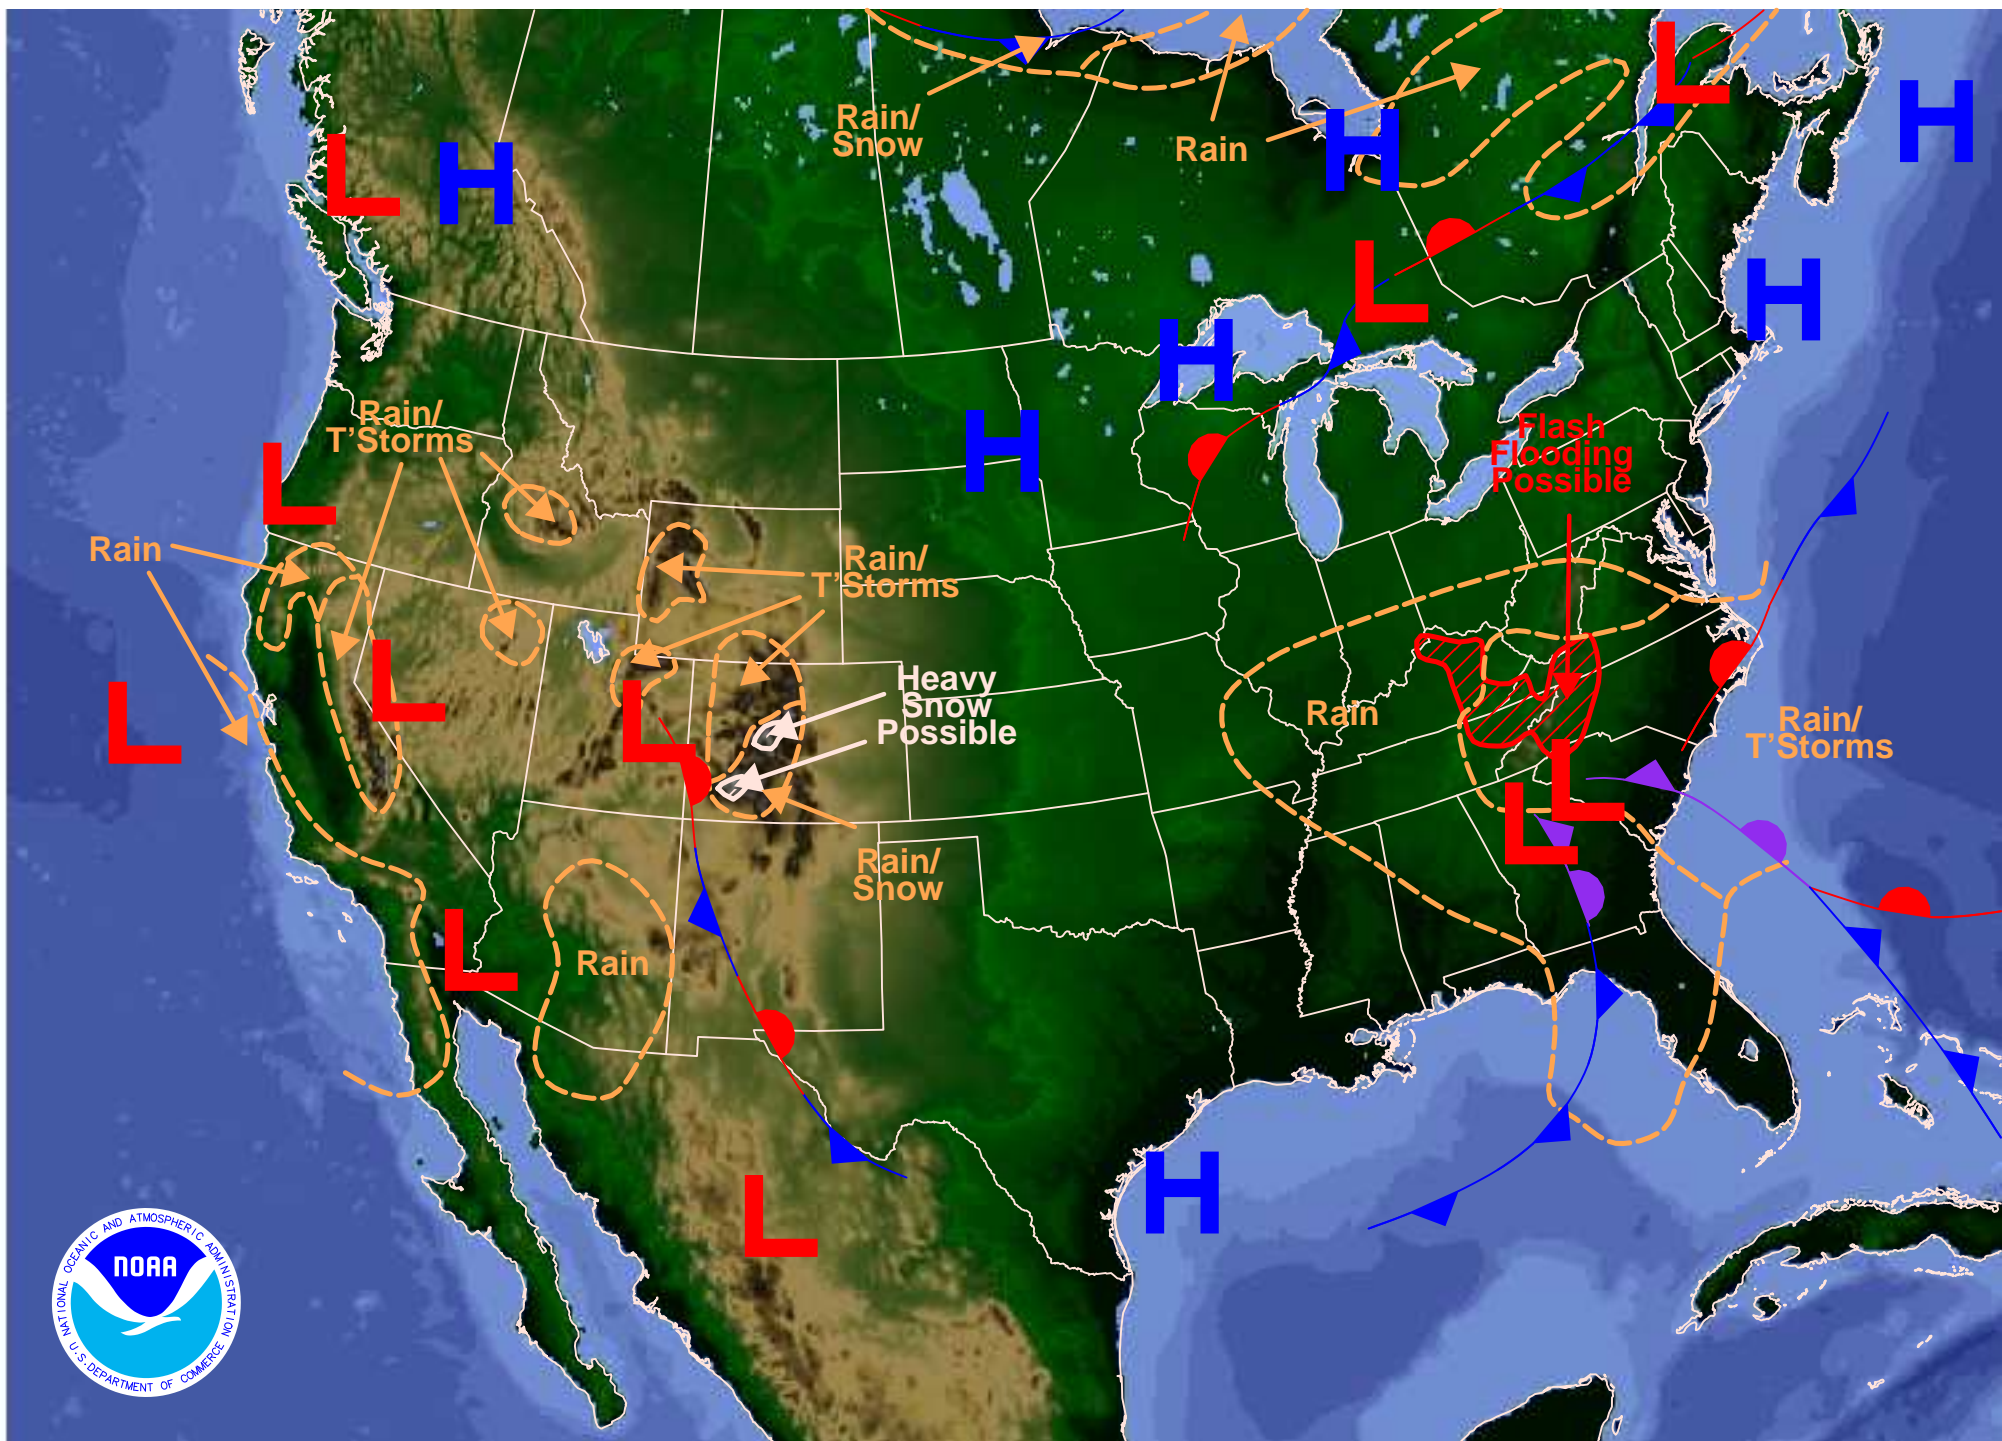 L
H
Rain/
Snow
Rain
H
L
H
L
H
H
H
Rain/
T'Storms
L
Rain
Flash
Flooding
Possible
Rain/
T'Storms
L
L
L
Heavy
Snow
Possible
Rain
Rain/
T'Storms
L
L
Rain/
Snow
L
Rain
L
H
NATIONAL OCEANIC AND ATMOSPHERIC ADMINISTRATION
NOAA
U.S. DEPARTMENT OF COMMERCE